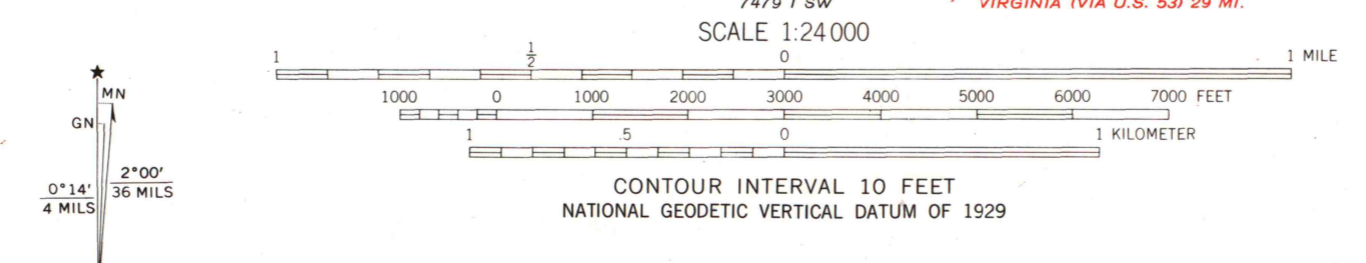 7479 I SW
VIRGINIA (VIA U.S. 53) 29 MI.
SCALE 1:24 000
1 ½ 0 1 MILE
1000 0 1000 2000 3000 4000 5000 6000 7000 FEET
1 .5 0 1 KILOMETER
CONTOUR INTERVAL 10 FEET
NATIONAL GEODETIC VERTICAL DATUM OF 1929
★
MN
GN
0°14'
4 MILS
2°00'
36 MILS